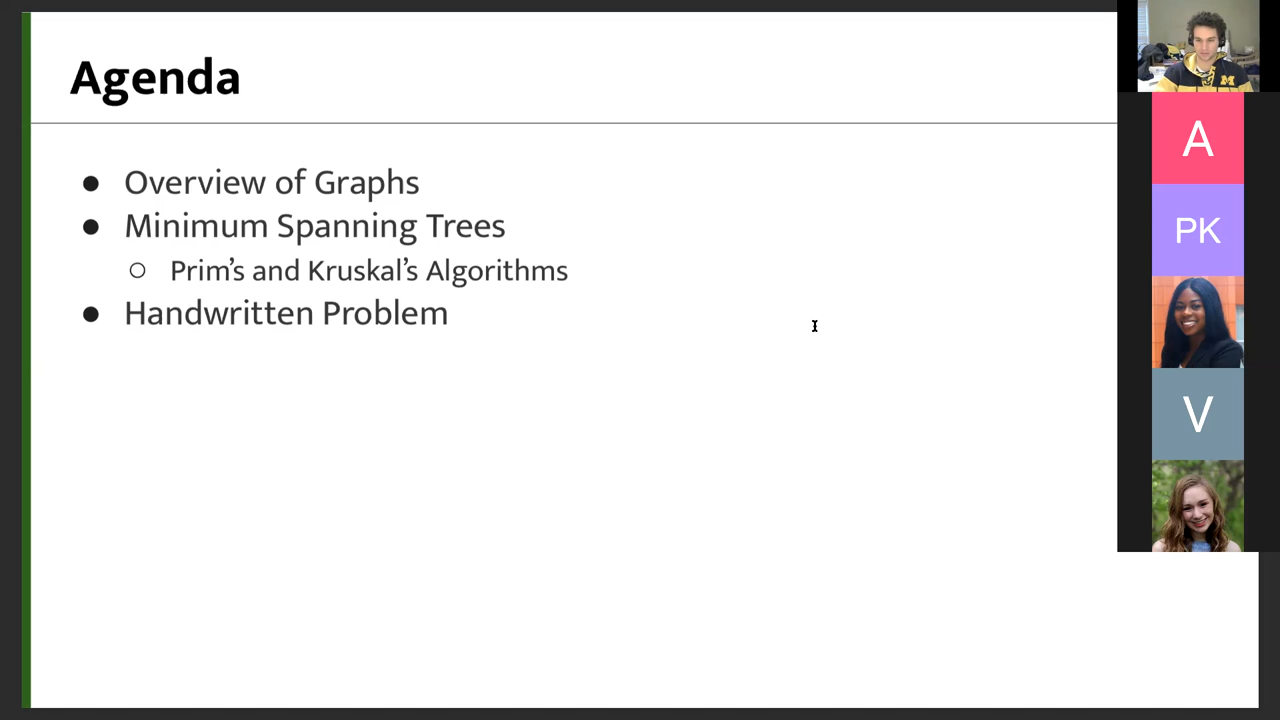 Agenda
● Overview of Graphs
● Minimum Spanning Trees
○ Prim's and Kruskal's Algorithms
● Handwritten Problem
M
A
PK
V